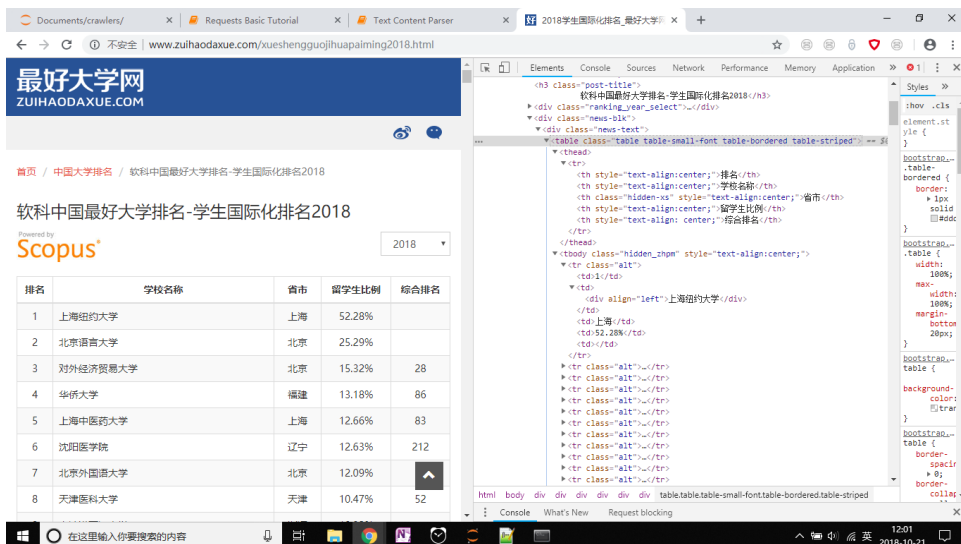 Documents/crawlers/
Requests Basic Tutorial
Text Content Parser
2018学生国际化排名_最好大学网
不安全 | www.zuihaodaxue.com/xueshengguojihuapaiming2018.html
最好大学网
ZUIHAODAXUE.COM
首页 / 中国大学排名 / 软科中国最好大学排名-学生国际化排名2018
软科中国最好大学排名-学生国际化排名2018
Powered by
Scopus
2018
排名 学校名称 省市 留学生比例 综合排名
1 上海纽约大学 上海 52.28%
2 北京语言大学 北京 25.29%
3 对外经济贸易大学 北京 15.32% 28
4 华侨大学 福建 13.18% 86
5 上海中医药大学 上海 12.66% 83
6 沈阳医学院 辽宁 12.63% 212
7 北京外国语大学 北京 12.09%
8 天津医科大学 天津 10.47% 52
Elements Console Sources Network Performance Memory Application » 1
<h3 class="post-title">
软科中国最好大学排名-学生国际化排名2018</h3>
<div class="ranking_year_select">…</div>
<div class="news-blk">
<div class="news-text">
<table class="table table-small-font table-bordered table-striped"> ==
<thead>
<tr>
<th style="text-align:center;">排名</th>
<th style="text-align:center;">学校名称</th>
<th class="hidden-xs" style="text-align:center;">省市</th>
<th style="text-align:center;">留学生比例</th>
<th style="text-align: center;">综合排名</th>
</tr>
</thead>
<tbody class="hidden_zhpm" style="text-align:center;">
<tr class="alt">
<td>1</td>
<td>
<div align="left">上海纽约大学</div>
</td>
<td>上海</td>
<td>52.28%</td>
<td></td>
</tr>
<tr class="alt">…</tr>
<tr class="alt">…</tr>
<tr class="alt">…</tr>
<tr class="alt">…</tr>
<tr class="alt">…</tr>
<tr class="alt">…</tr>
<tr class="alt">…</tr>
<tr class="alt">…</tr>
<tr class="alt">…</tr>
<tr class="alt">…</tr>
<tr class="alt">…</tr>
html body div div div div div div table.table.table-small-font.table-bordered.table-striped
Console What's New Request blocking
Styles »
:hov .cls
element.st
yle {
}
bootstrap.…
.table-
bordered {
border:
1px
solid
#ddd
}
bootstrap.…
.table {
width:
100%;
max-
width:
100%;
margin-
bottom
20px;
}
bootstrap.…
table {
background-
color:
tran
}
bootstrap.…
table {
border-
spacin
0;
border-
collap
在这里输入你要搜索的内容
英
12:01
2018-10-21